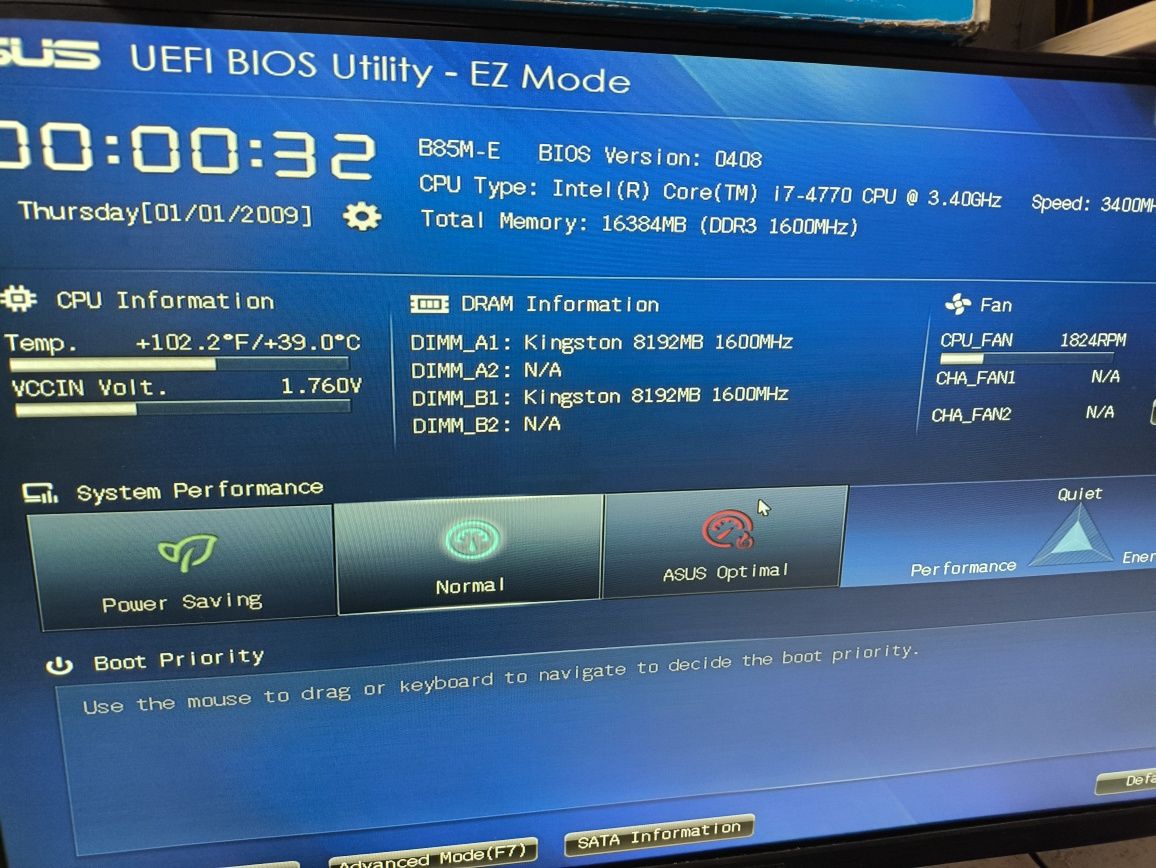 UEFI BIOS Utility - EZ Mode
00:00:32
Thursday[01/01/2009]
B85M-E BIOS Version: 0408
CPU Type: Intel(R) Core(TM) i7-4770 CPU @ 3.40GHz Speed: 3400MH
Total Memory: 16384MB (DDR3 1600MHz)
CPU Information
Temp. +102.2°F/+39.0°C
VCCIN Volt. 1.760V
DRAM Information
DIMM_A1: Kingston 8192MB 1600MHz
DIMM_A2: N/A
DIMM_B1: Kingston 8192MB 1600MHz
DIMM_B2: N/A
Fan
CPU_FAN 1824RPM
CHA_FAN1 N/A
CHA_FAN2 N/A
System Performance
Power Saving
Normal
ASUS Optimal
Quiet
Performance
Ener
Boot Priority
Use the mouse to drag or keyboard to navigate to decide the boot priority.
Defa
Advanced Mode(F7)
SATA Information